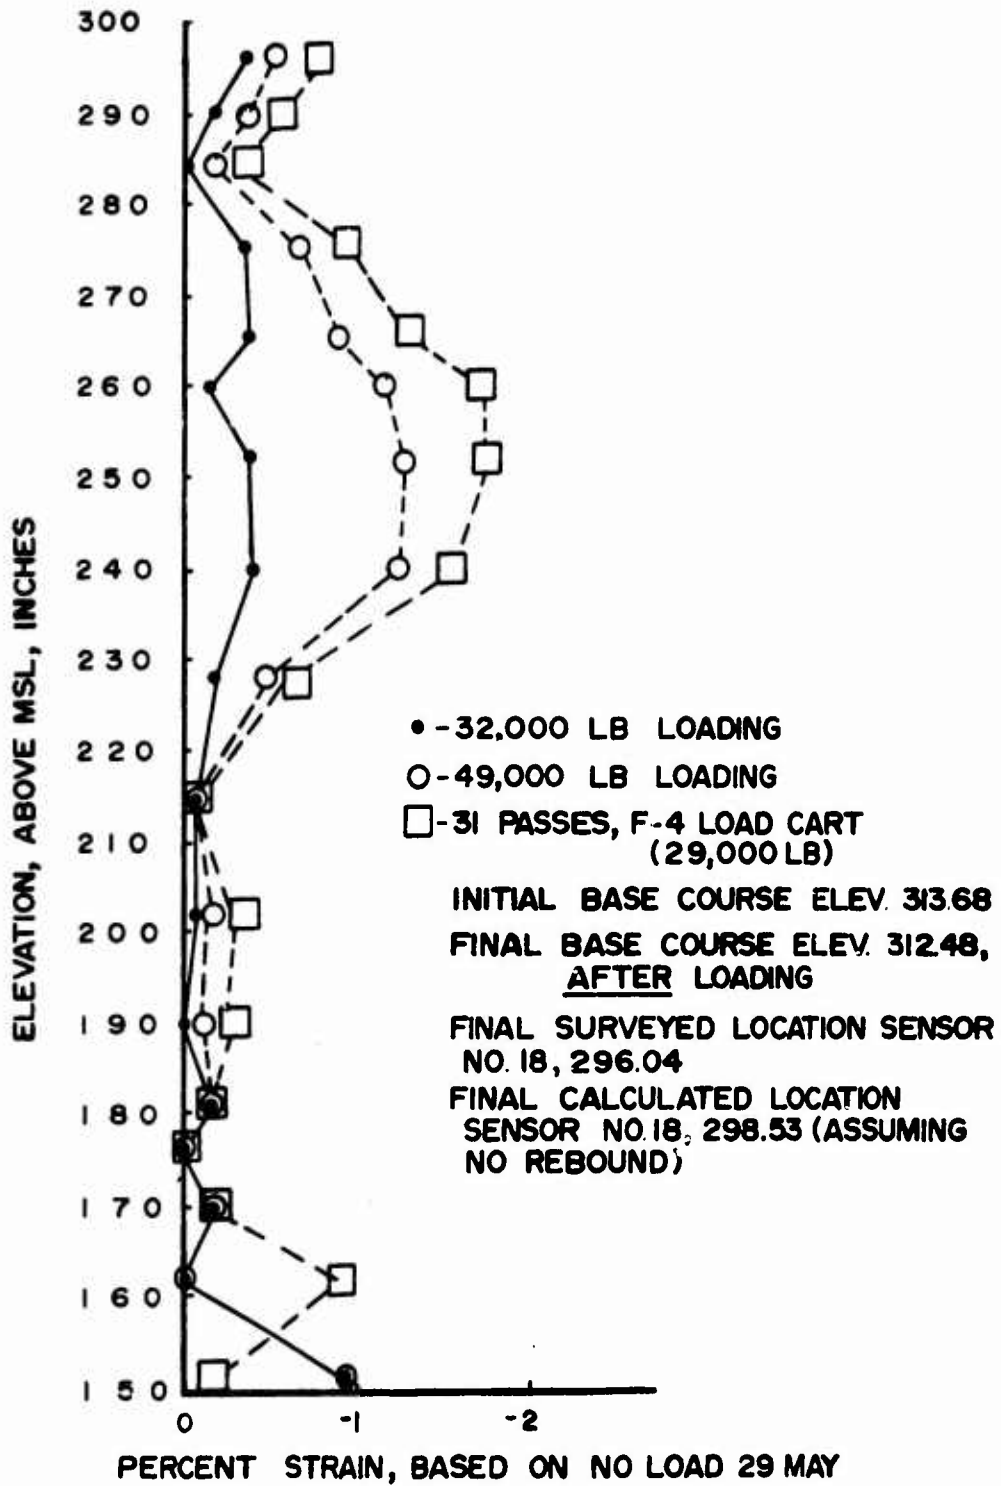 300
290
280
270
260
250
240
230
220
210
200
190
180
170
160
150
ELEVATION, ABOVE MSL, INCHES
● -32,000 LB LOADING
○-49,000 LB LOADING
□-31 PASSES, F-4 LOAD CART
(29,000 LB)
INITIAL BASE COURSE ELEV. 313.68
FINAL BASE COURSE ELEV. 312.48,
AFTER LOADING
FINAL SURVEYED LOCATION SENSOR
NO. 18, 296.04
FINAL CALCULATED LOCATION
SENSOR NO. 18, 298.53 (ASSUMING
NO REBOUND)
0 -1 -2
PERCENT STRAIN, BASED ON NO LOAD 29 MAY